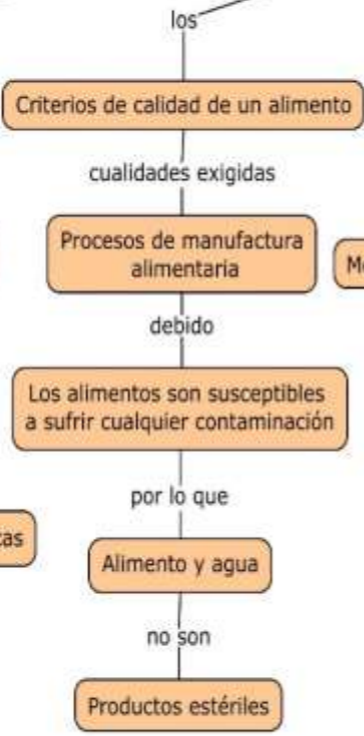 los
Criterios de calidad de un alimento
cualidades exigidas
Procesos de manufactura
alimentaria
debido
Los alimentos son susceptibles
a sufrir cualquier contaminación
por lo que
Alimento y agua
no son
Productos estériles